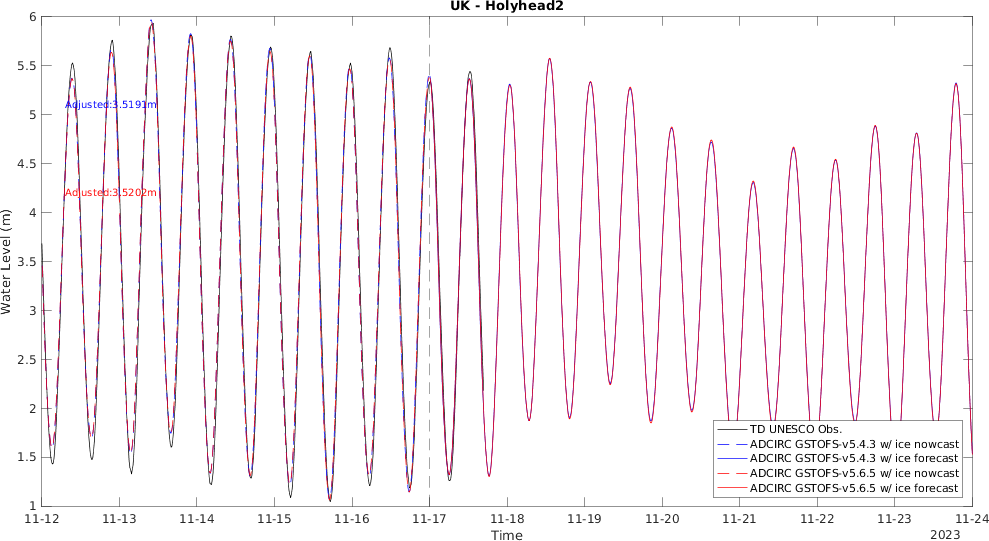 UK - Holyhead2
6
5.5
5
4.5
4
3.5
3
2.5
2
1.5
1
Water Level (m)
Adjusted:3.5191m
Adjusted:3.5202m
TD UNESCO Obs.
ADCIRC GSTOFS-v5.4.3 w/ ice nowcast
ADCIRC GSTOFS-v5.4.3 w/ ice forecast
ADCIRC GSTOFS-v5.6.5 w/ ice nowcast
ADCIRC GSTOFS-v5.6.5 w/ ice forecast
11-12 11-13 11-14 11-15 11-16 11-17 11-18 11-19 11-20 11-21 11-22 11-23 11-24
Time
2023